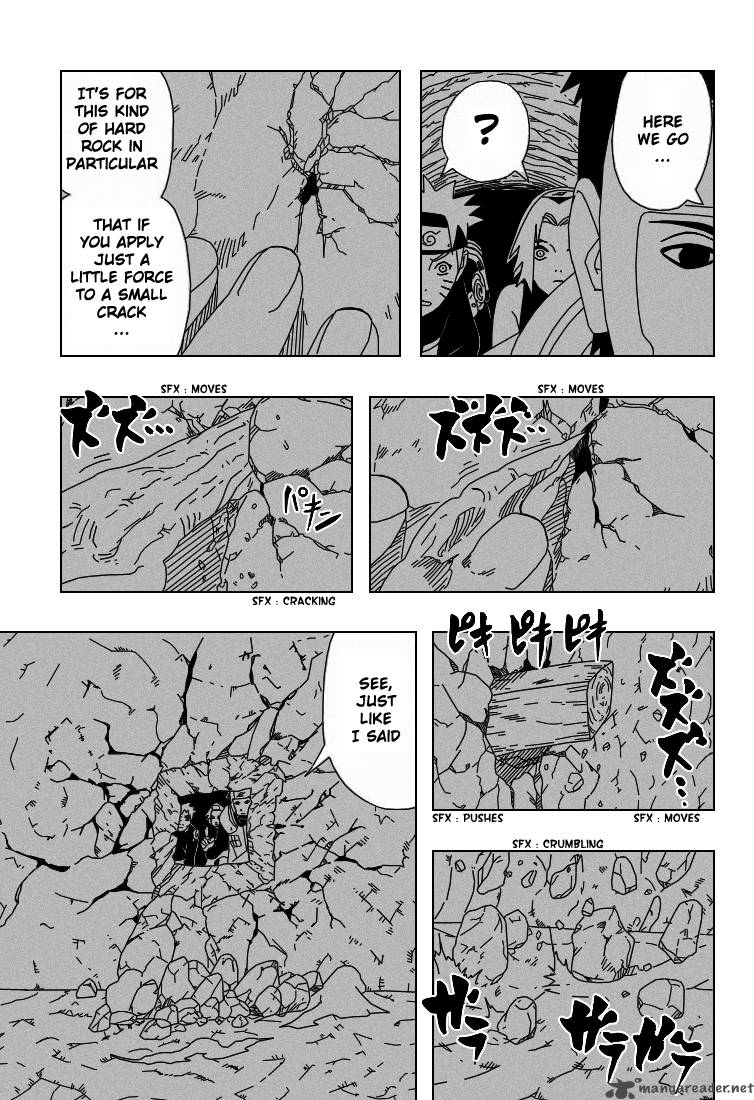 HERE
WE GO
...
?
IT'S FOR
THIS KIND
OF HARD
ROCK IN
PARTICULAR
THAT IF
YOU APPLY
JUST A
LITTLE FORCE
TO A SMALL
CRACK
...
SFX : MOVES
ズズズ...
SFX : MOVES
ズズ...
パキン
SFX : CRACKING
ピキ ピキ ピキ
ズズズ...
SFX : PUSHES
SFX : MOVES
SEE,
JUST
LIKE
I SAID
SFX : CRUMBLING
ガラ
ガラガラ
mangareader.net